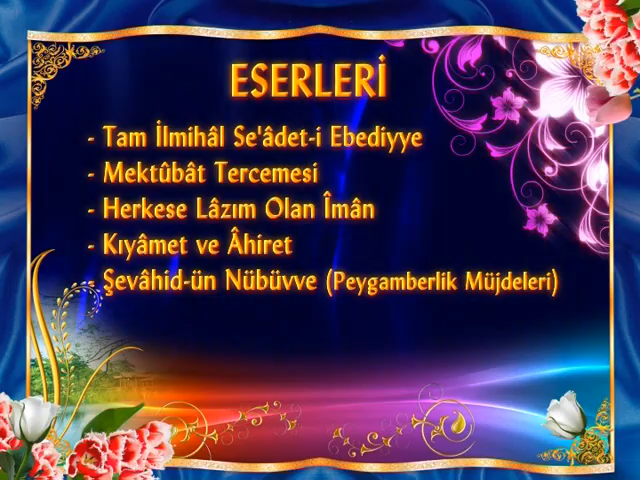 ESERLERİ
- Tam İlmihâl Se'âdet-i Ebediyye
- Mektûbât Tercemesi
- Herkese Lâzım Olan Îmân
- Kıyâmet ve Âhiret
- Şevâhid-ün Nübüvve (Peygamberlik Müjdeleri)